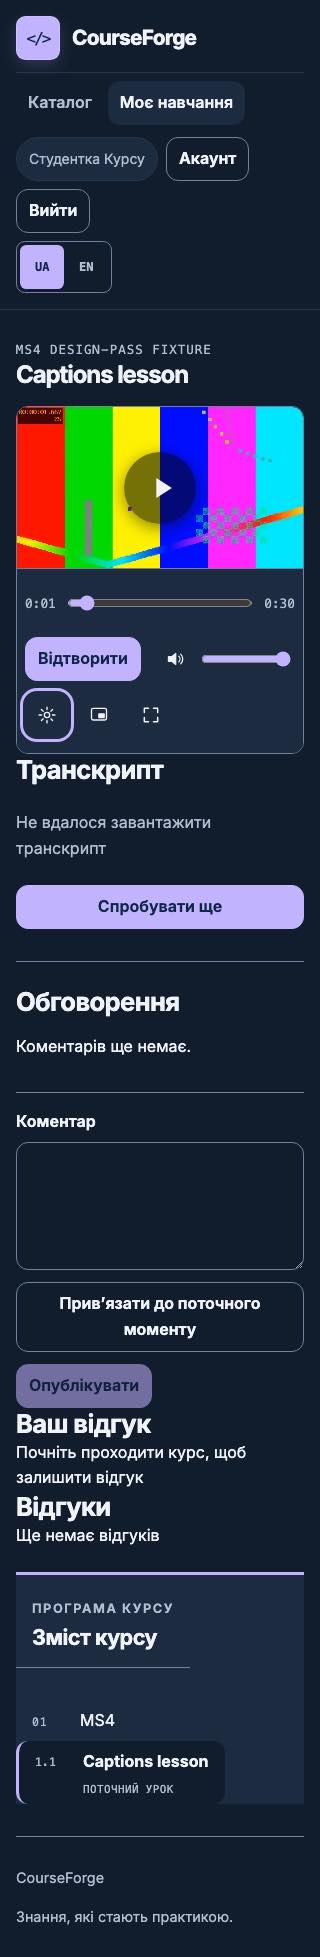 </>
CourseForge
Каталог
Моє навчання
Студентка Курсу
Акаунт
Вийти
UA
EN
MS4 DESIGN-PASS FIXTURE
Captions lesson
0:01
0:30
Відтворити
Транскрипт
Не вдалося завантажити
транскрипт
Спробувати ще
Обговорення
Коментарів ще немає.
Коментар
Прив’язати до поточного
моменту
Опублікувати
Ваш відгук
Почніть проходити курс, щоб
залишити відгук
Відгуки
Ще немає відгуків
ПРОГРАМА КУРСУ
Зміст курсу
01
MS4
1.1
Captions lesson
ПОТОЧНИЙ УРОК
CourseForge
Знання, які стають практикою.